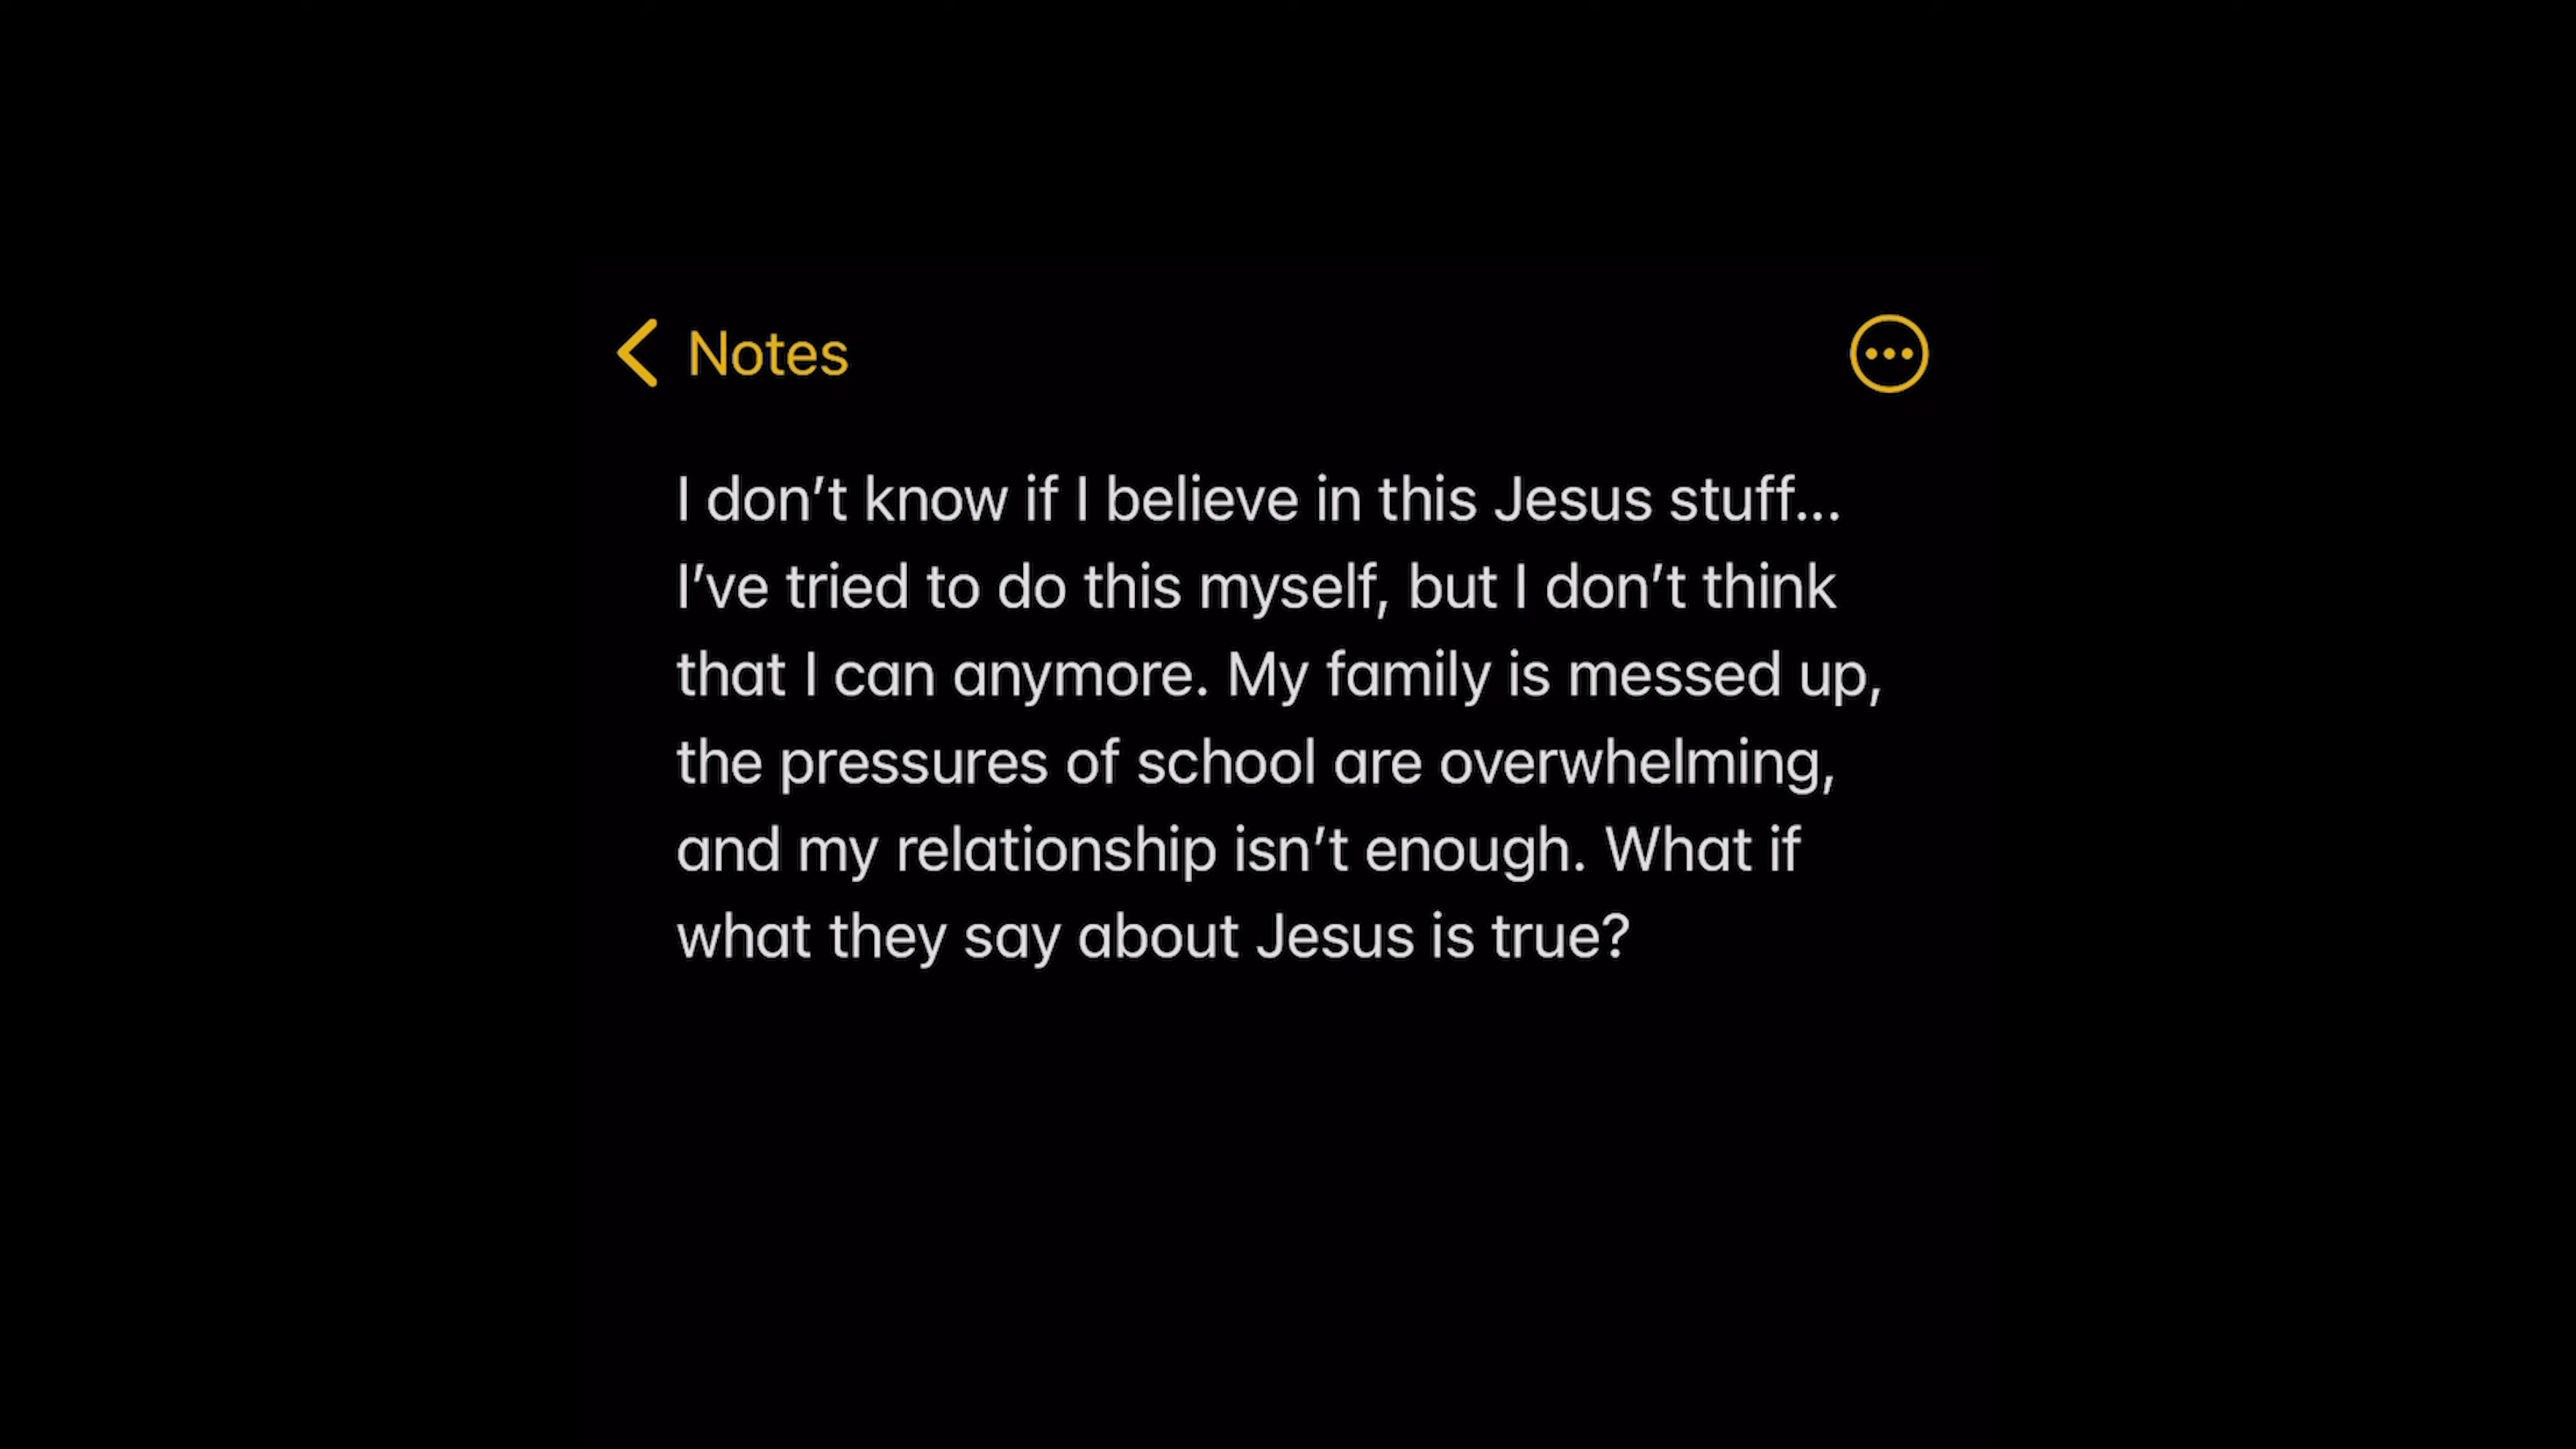 Notes
I don’t know if I believe in this Jesus stuff...
I’ve tried to do this myself, but I don’t think
that I can anymore. My family is messed up,
the pressures of school are overwhelming,
and my relationship isn’t enough. What if
what they say about Jesus is true?